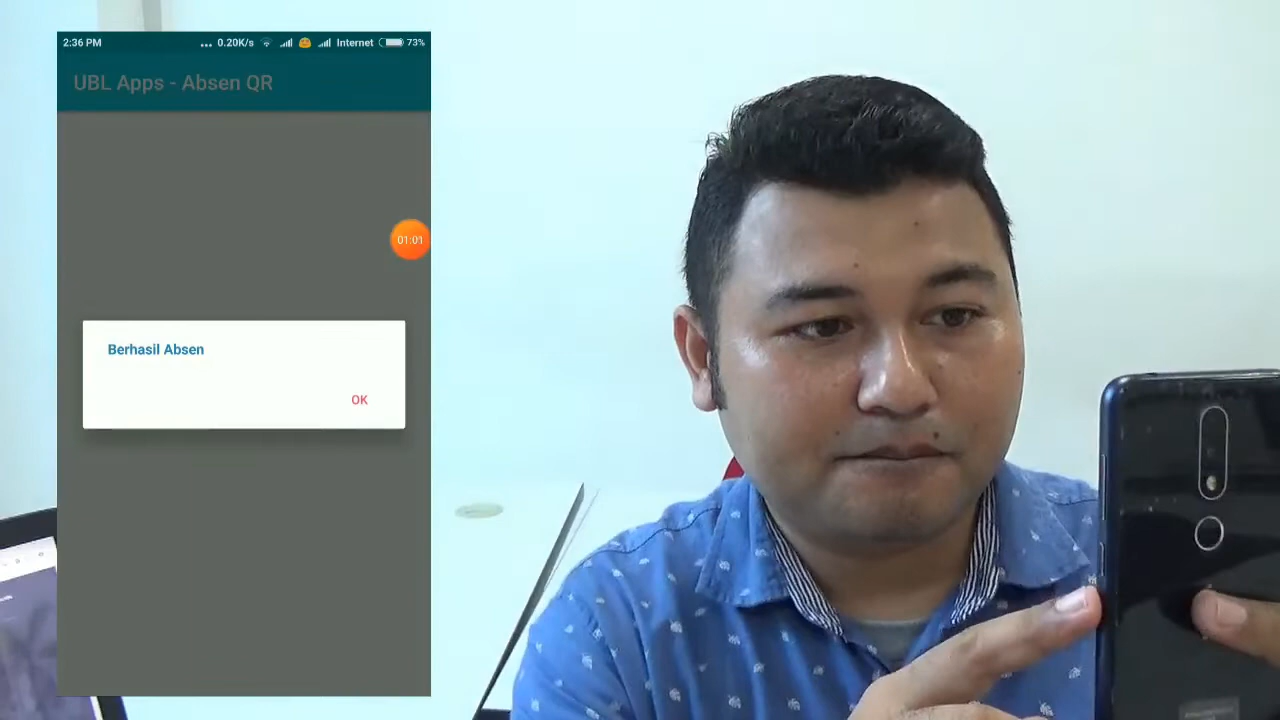 2:36 PM ... 0.20K/s Internet 73%
UBL Apps - Absen QR
01:01
Berhasil Absen
OK